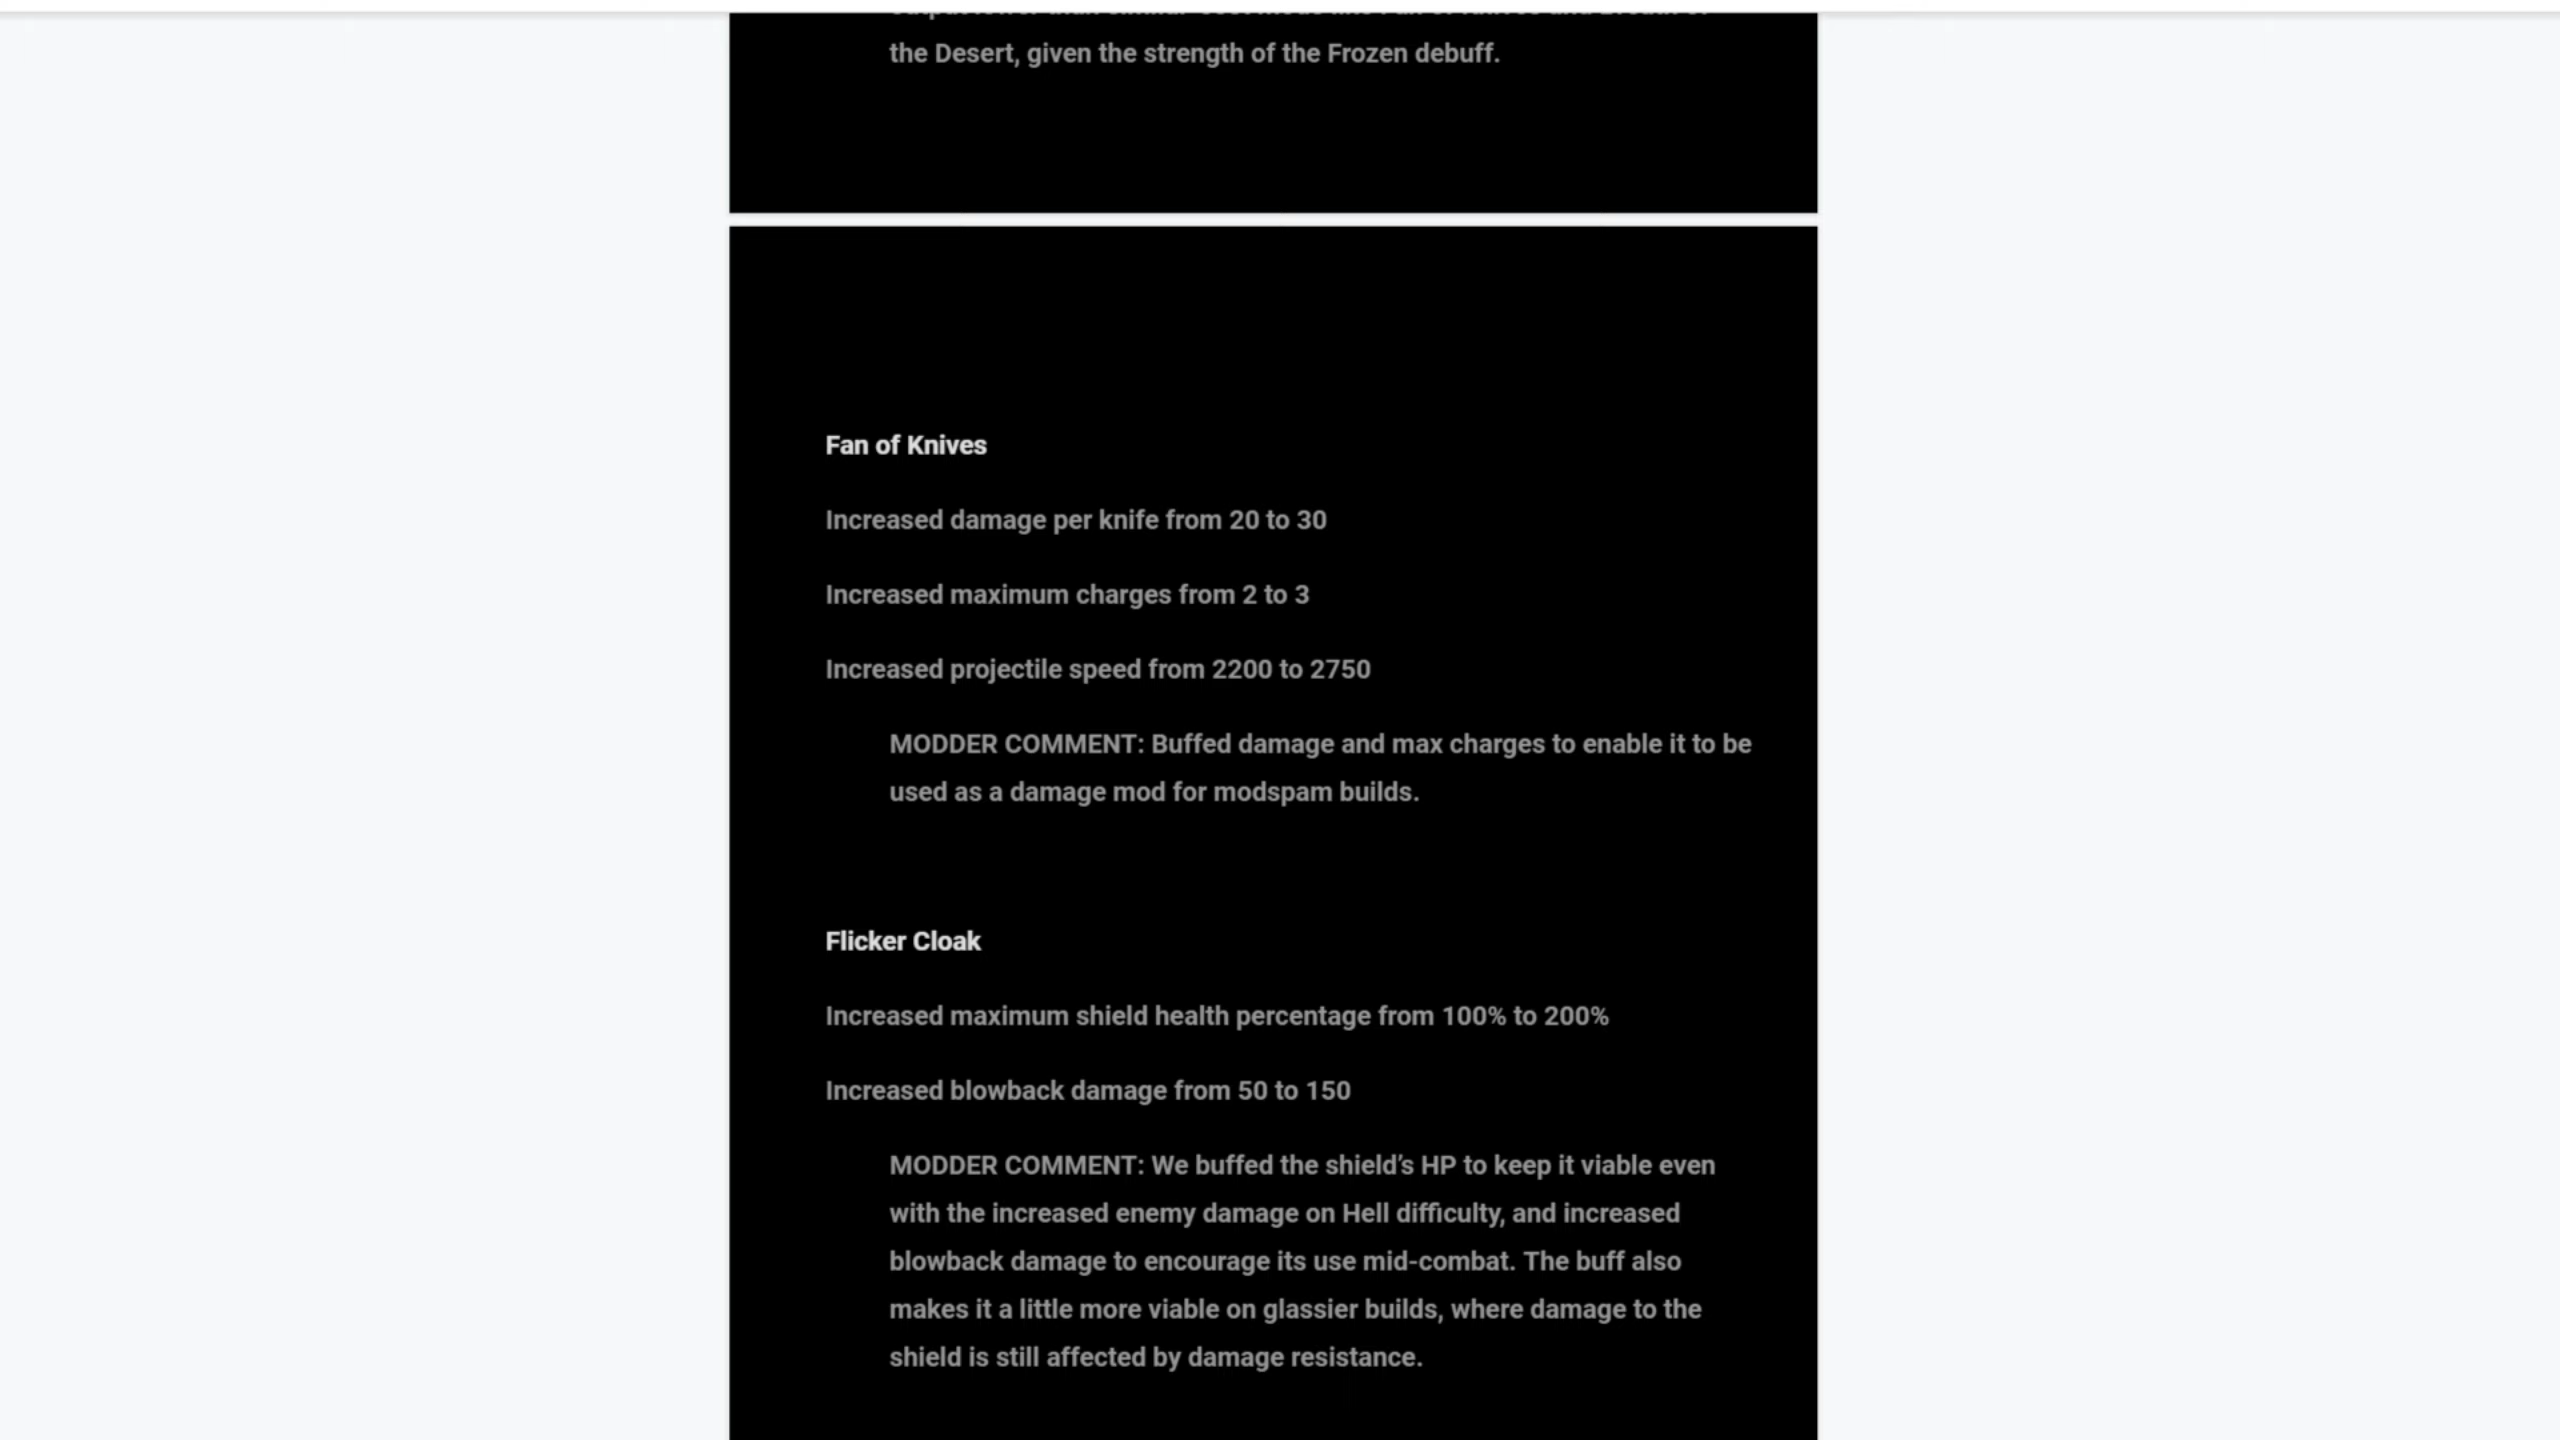 the Desert, given the strength of the Frozen debuff.
Fan of Knives
Increased damage per knife from 20 to 30
Increased maximum charges from 2 to 3
Increased projectile speed from 2200 to 2750
MODDER COMMENT: Buffed damage and max charges to enable it to be
used as a damage mod for modspam builds.
Flicker Cloak
Increased maximum shield health percentage from 100% to 200%
Increased blowback damage from 50 to 150
MODDER COMMENT: We buffed the shield’s HP to keep it viable even
with the increased enemy damage on Hell difficulty, and increased
blowback damage to encourage its use mid-combat. The buff also
makes it a little more viable on glassier builds, where damage to the
shield is still affected by damage resistance.